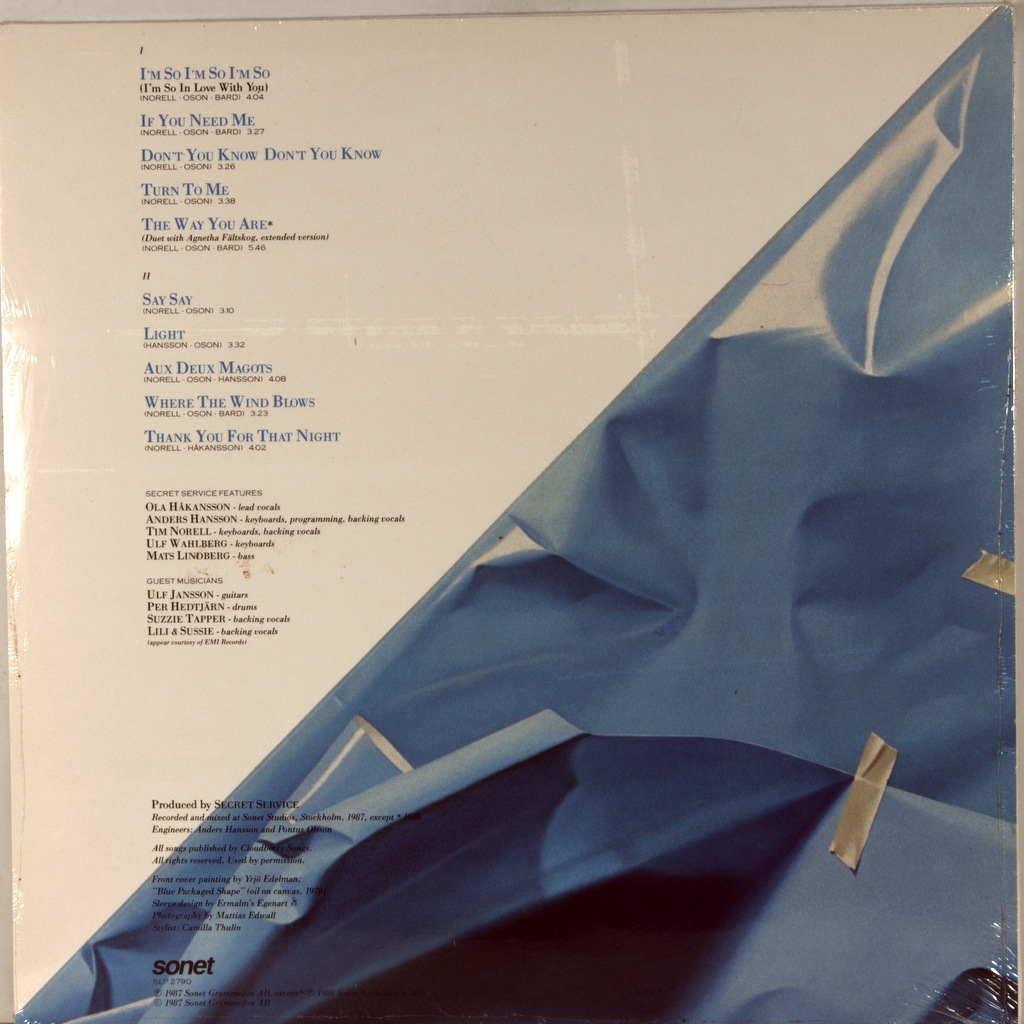 I
I'm So I'm So I'm So
(I'm So In Love With You)
(NORELL - OSON - BARD) 4.04
If You Need Me
(NORELL - OSON - BARD) 3.27
Don't You Know Don't You Know
(NORELL - OSON) 3.26
Turn To Me
(NORELL - OSON) 3.38
The Way You Are*
(Duet with Agnetha Fältskog, extended version)
(NORELL - OSON - BARD) 5.46
II
Say Say
(NORELL - OSON) 3.10
Light
(HANSSON - OSON) 3.32
Aux Deux Magots
(NORELL - OSON - HANSSON) 4.08
Where The Wind Blows
(NORELL - OSON - BARD) 3.23
Thank You For That Night
(NORELL - HÅKANSSON) 4.02
SECRET SERVICE FEATURES
OLA HÅKANSSON - lead vocals
ANDERS HANSSON - keyboards, programming, backing vocals
TIM NORELL - keyboards, backing vocals
ULF WAHLBERG - keyboards
MATS LINDBERG - bass
GUEST MUSICIANS
ULF JANSSON - guitars
PER HEDTJÄRN - drums
SUZZIE TAPPER - backing vocals
LILI & SUSSIE - backing vocals
(appear courtesy of EMI Records)
Produced by SECRET SERVICE
Recorded and mixed at Sonet Studios, Stockholm, 1987, except * 1986
Engineers: Anders Hansson and Pontus Olsson
All songs published by Cloudberry Songs.
All rights reserved. Used by permission.
Front cover painting by Yrjö Edelman,
"Blue Packaged Shape" (oil on canvas, 1978)
Sleeve design by Ermalm's Egenart
Photography by Mattias Edwall
Stylist: Camilla Thulin
sonet
SLP 2790
℗ 1987 Sonet Grammofon AB, except* ℗ 1986 Sonet Grammofon AB
© 1987 Sonet Grammofon AB